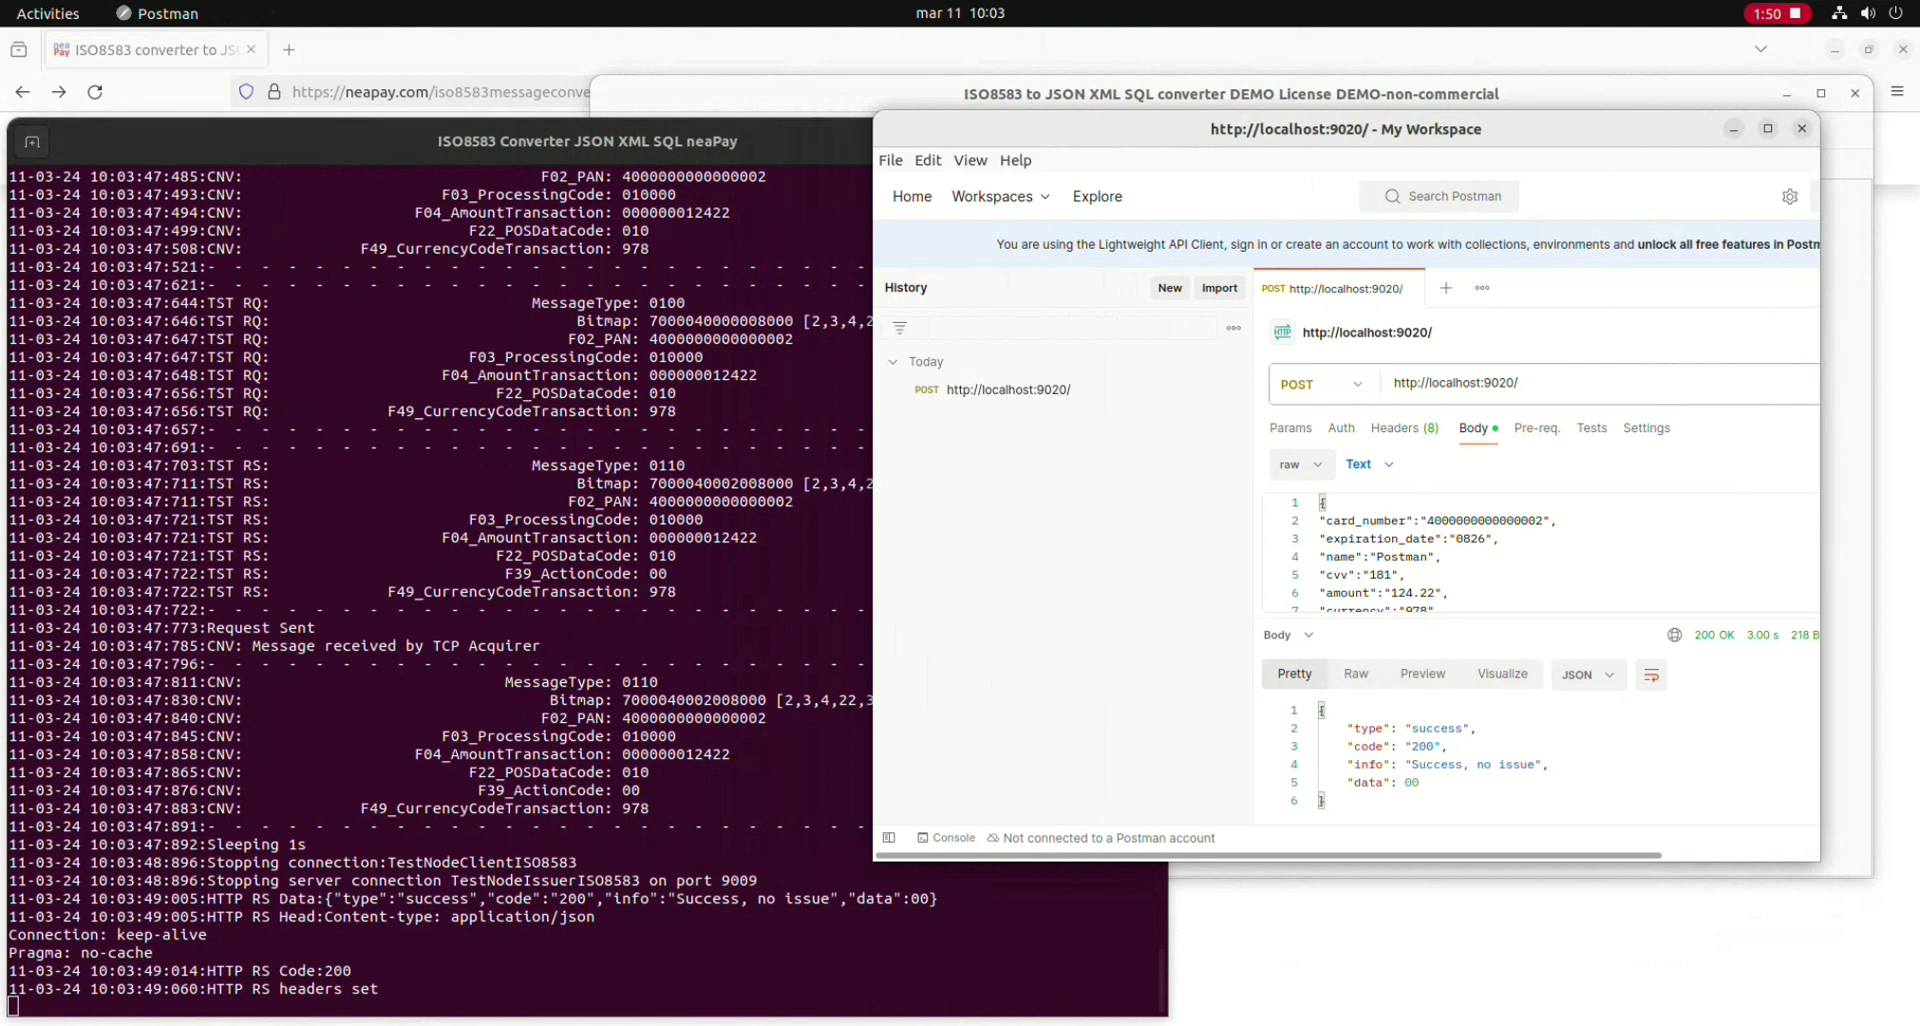 Activities
Postman
mar 11 10:03
1:50
nea Pay ISO8583 converter to JS
https://neapay.com/iso8583messageconve
ISO8583 to JSON XML SQL converter DEMO License DEMO-non-commercial
ISO8583 Converter JSON XML SQL neaPay
11-03-24 10:03:47:485:CNV: F02_PAN: 4000000000000002
11-03-24 10:03:47:493:CNV: F03_ProcessingCode: 010000
11-03-24 10:03:47:494:CNV: F04_AmountTransaction: 000000012422
11-03-24 10:03:47:499:CNV: F22_POSDataCode: 010
11-03-24 10:03:47:508:CNV: F49_CurrencyCodeTransaction: 978
11-03-24 10:03:47:521:- - - - - - - - - - - - - - - - - - - - - - - - -
11-03-24 10:03:47:621:- - - - - - - - - - - - - - - - - - - - - - - - -
11-03-24 10:03:47:644:TST RQ: MessageType: 0100
11-03-24 10:03:47:646:TST RQ: Bitmap: 7000040000008000 [2,3,4,2
11-03-24 10:03:47:647:TST RQ: F02_PAN: 4000000000000002
11-03-24 10:03:47:647:TST RQ: F03_ProcessingCode: 010000
11-03-24 10:03:47:648:TST RQ: F04_AmountTransaction: 000000012422
11-03-24 10:03:47:656:TST RQ: F22_POSDataCode: 010
11-03-24 10:03:47:656:TST RQ: F49_CurrencyCodeTransaction: 978
11-03-24 10:03:47:657:- - - - - - - - - - - - - - - - - - - - - - - - -
11-03-24 10:03:47:691:- - - - - - - - - - - - - - - - - - - - - - - - -
11-03-24 10:03:47:703:TST RS: MessageType: 0110
11-03-24 10:03:47:711:TST RS: Bitmap: 7000040002008000 [2,3,4,2
11-03-24 10:03:47:711:TST RS: F02_PAN: 4000000000000002
11-03-24 10:03:47:721:TST RS: F03_ProcessingCode: 010000
11-03-24 10:03:47:721:TST RS: F04_AmountTransaction: 000000012422
11-03-24 10:03:47:721:TST RS: F22_POSDataCode: 010
11-03-24 10:03:47:722:TST RS: F39_ActionCode: 00
11-03-24 10:03:47:722:TST RS: F49_CurrencyCodeTransaction: 978
11-03-24 10:03:47:722:- - - - - - - - - - - - - - - - - - - - - - - - -
11-03-24 10:03:47:773:Request Sent
11-03-24 10:03:47:785:CNV: Message received by TCP Acquirer
11-03-24 10:03:47:796:- - - - - - - - - - - - - - - - - - - - - - - - -
11-03-24 10:03:47:811:CNV: MessageType: 0110
11-03-24 10:03:47:830:CNV: Bitmap: 7000040002008000 [2,3,4,22,3
11-03-24 10:03:47:840:CNV: F02_PAN: 4000000000000002
11-03-24 10:03:47:845:CNV: F03_ProcessingCode: 010000
11-03-24 10:03:47:858:CNV: F04_AmountTransaction: 000000012422
11-03-24 10:03:47:865:CNV: F22_POSDataCode: 010
11-03-24 10:03:47:876:CNV: F39_ActionCode: 00
11-03-24 10:03:47:883:CNV: F49_CurrencyCodeTransaction: 978
11-03-24 10:03:47:891:- - - - - - - - - - - - - - - - - - - - - - - - -
11-03-24 10:03:47:892:Sleeping 1s
11-03-24 10:03:48:896:Stopping connection:TestNodeClientISO8583
11-03-24 10:03:48:896:Stopping server connection TestNodeIssuerISO8583 on port 9009
11-03-24 10:03:49:005:HTTP RS Data:{"type":"success","code":"200","info":"Success, no issue","data":00}
11-03-24 10:03:49:005:HTTP RS Head:Content-type: application/json
Connection: keep-alive
Pragma: no-cache
11-03-24 10:03:49:014:HTTP RS Code:200
11-03-24 10:03:49:060:HTTP RS headers set
http://localhost:9020/ - My Workspace
File Edit View Help
Home Workspaces Explore Search Postman
You are using the Lightweight API Client, sign in or create an account to work with collections, environments and unlock all free features in Postm
History New Import
Today
POST http://localhost:9020/
POST http://localhost:9020/
HTTP http://localhost:9020/
POST http://localhost:9020/
Params Auth Headers (8) Body Pre-req. Tests Settings
raw Text
1 {
2 "card_number":"4000000000000002",
3 "expiration_date":"0826",
4 "name":"Postman",
5 "cvv":"181",
6 "amount":"124.22",
7 "currency":"978"
Body 200 OK 3.00 s 218 B
Pretty Raw Preview Visualize JSON
1 {
2 "type": "success",
3 "code": "200",
4 "info": "Success, no issue",
5 "data": 00
6 }
Console Not connected to a Postman account